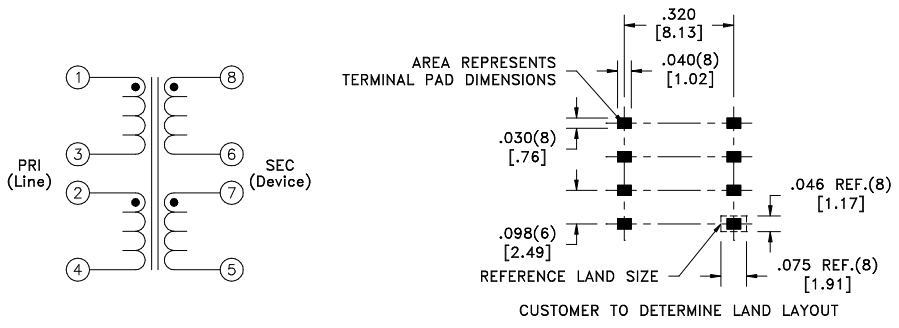 1
8
3
6
PRI
(Line)
SEC
(Device)
2
7
4
5
.320
[8.13]
AREA REPRESENTS
TERMINAL PAD DIMENSIONS
.040(8)
[1.02]
.030(8)
[.76]
.046 REF.(8)
[1.17]
.098(6)
[2.49]
REFERENCE LAND SIZE
.075 REF.(8)
[1.91]
CUSTOMER TO DETERMINE LAND LAYOUT